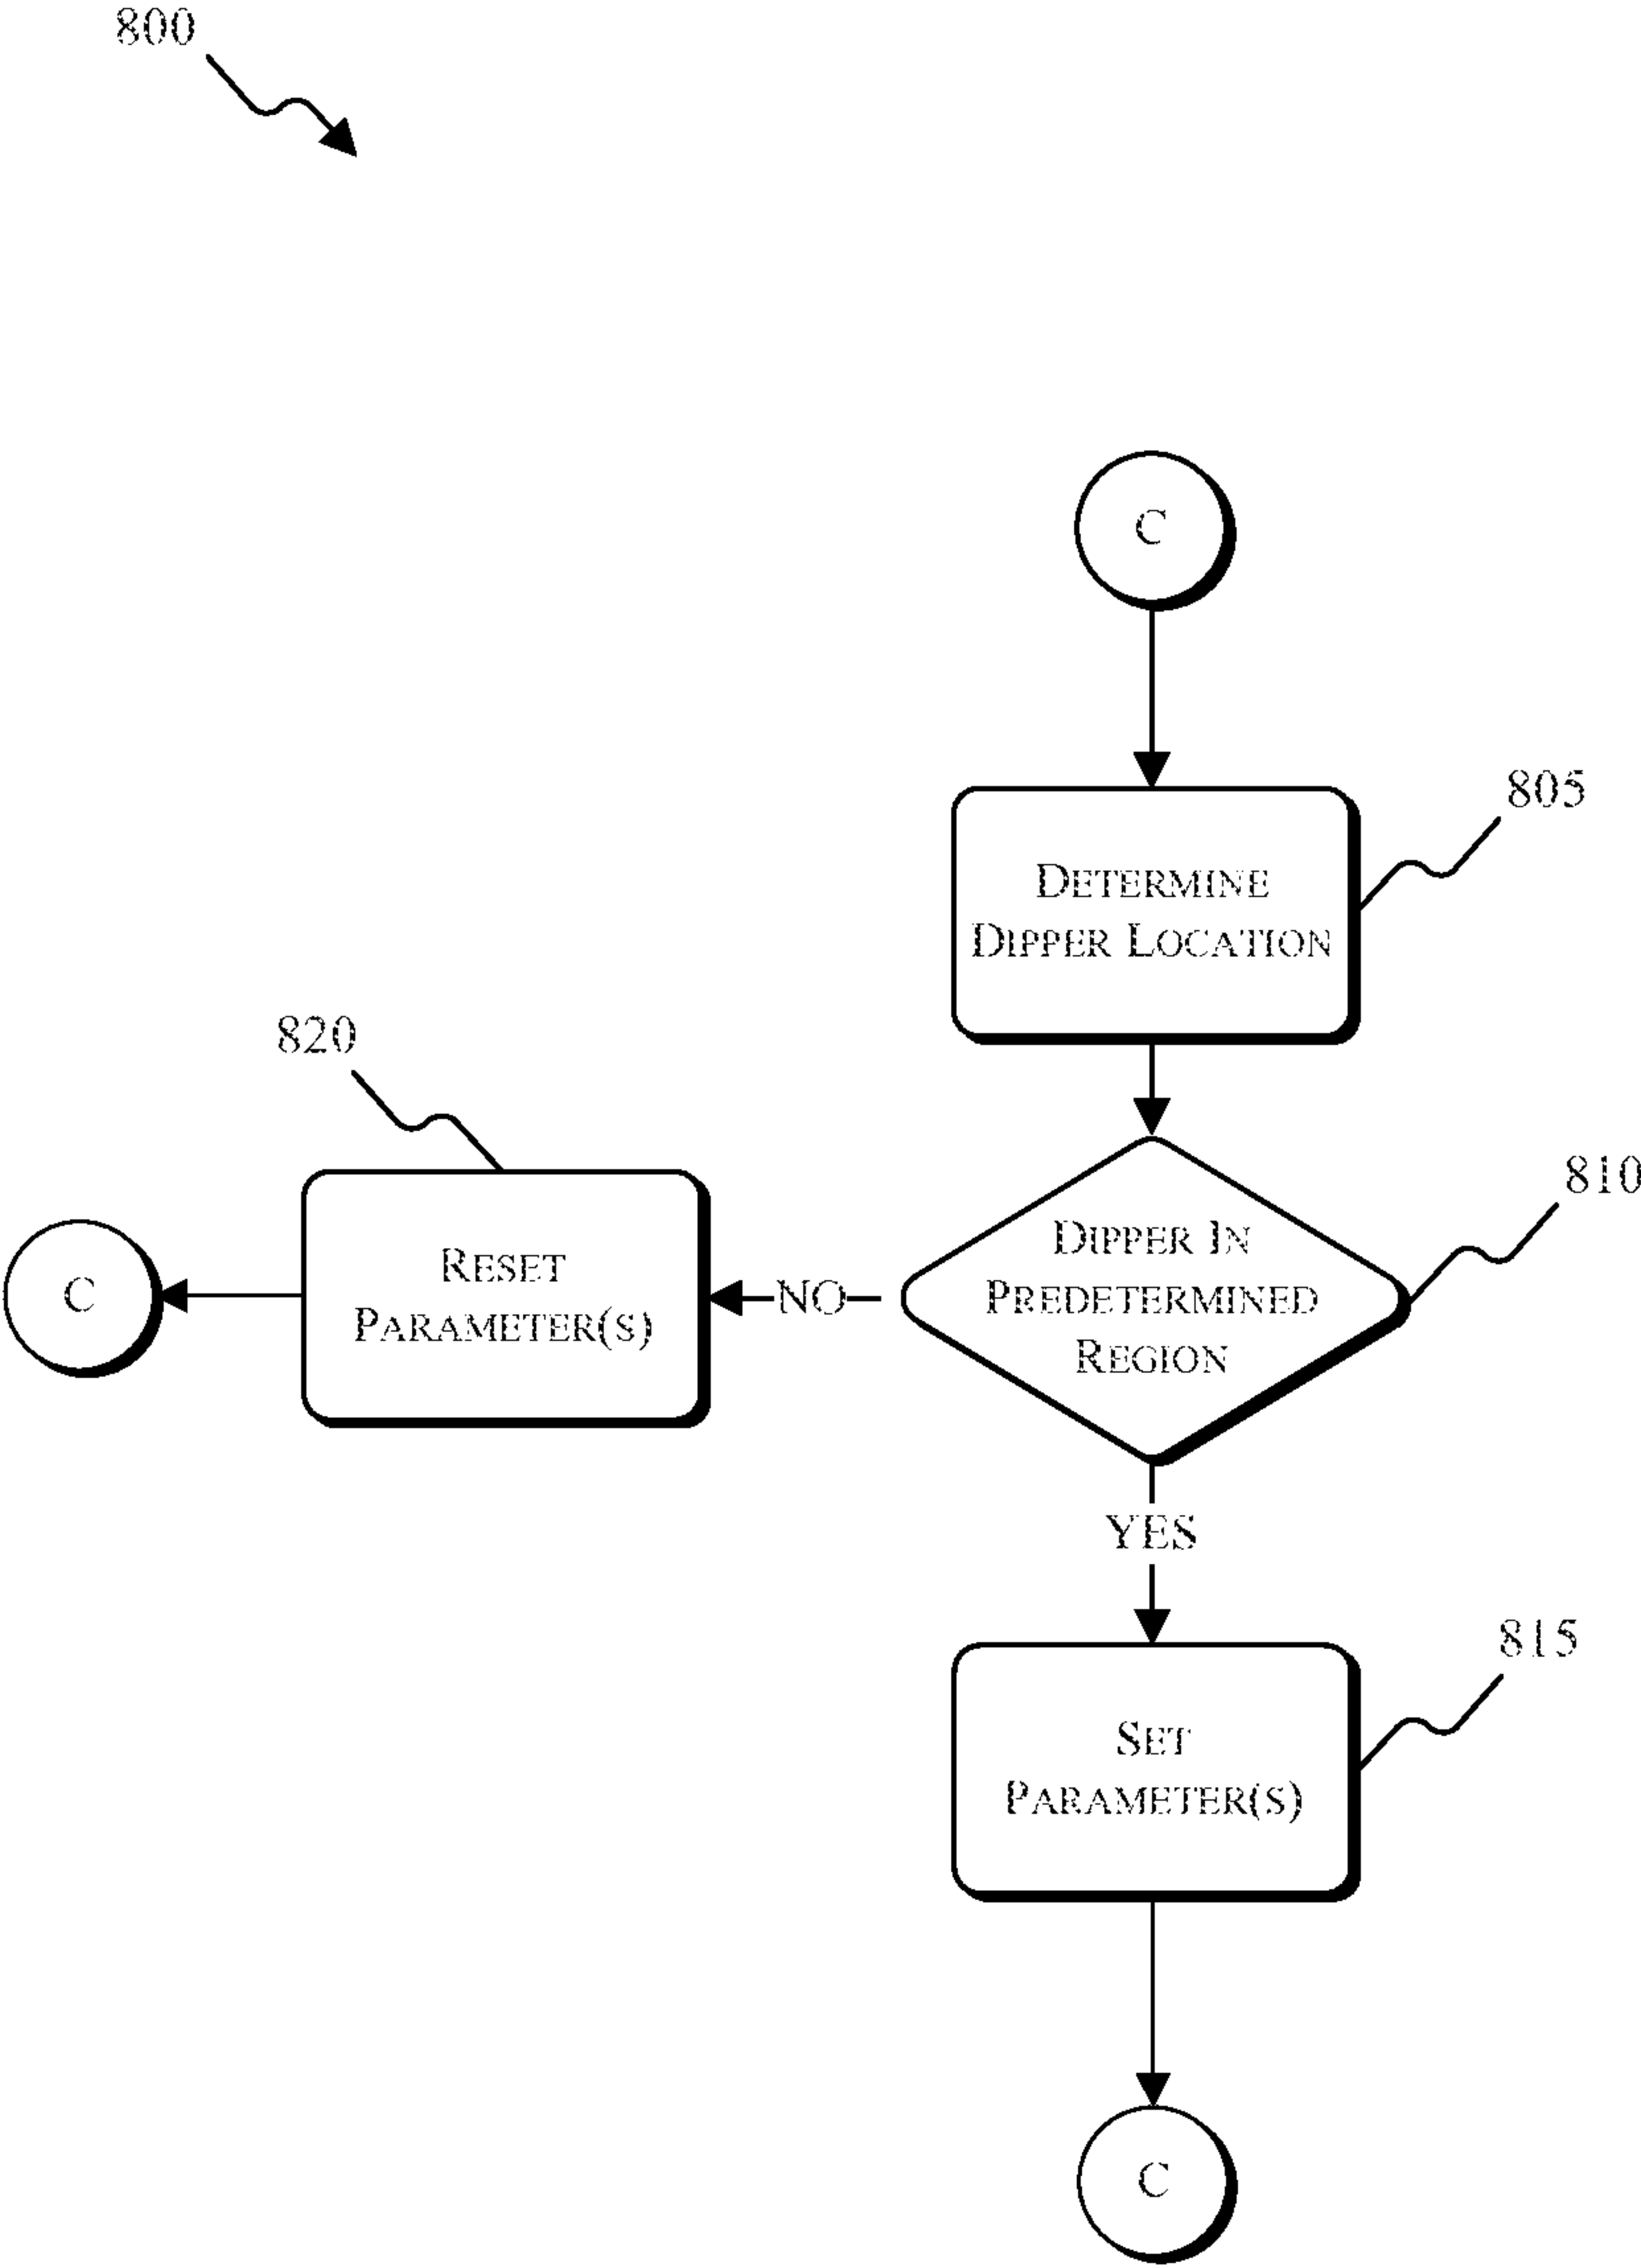 800
C
805
DETERMINE
DIPPER LOCATION
820
810
DIPPER IN
PREDETERMINED
REGION
NO
RESET
PARAMETER(S)
C
YES
815
SET
PARAMETER(S)
C